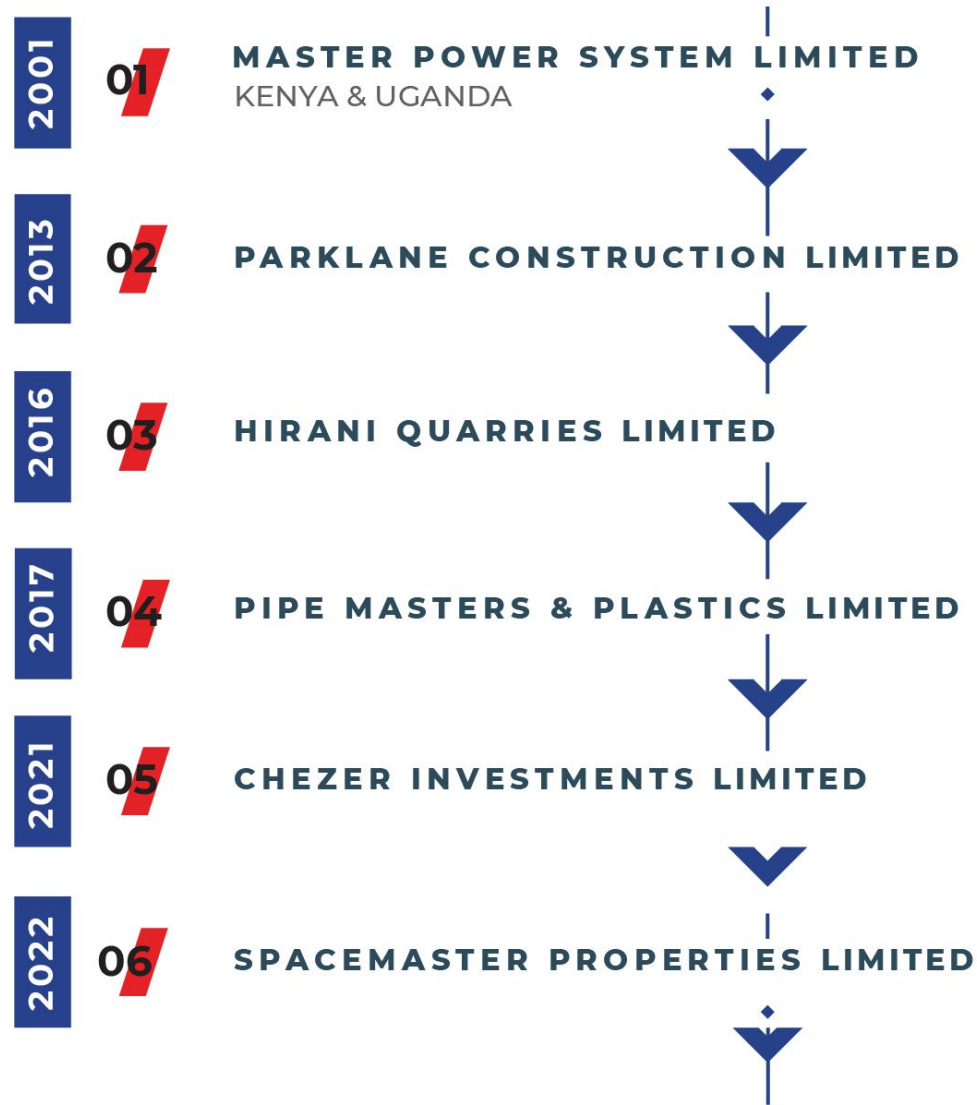 2001
01
MASTER POWER SYSTEM LIMITED
KENYA & UGANDA
2013
02
PARKLANE CONSTRUCTION LIMITED
2016
03
HIRANI QUARRIES LIMITED
2017
04
PIPE MASTERS & PLASTICS LIMITED
2021
05
CHEZER INVESTMENTS LIMITED
2022
06
SPACEMASTER PROPERTIES LIMITED